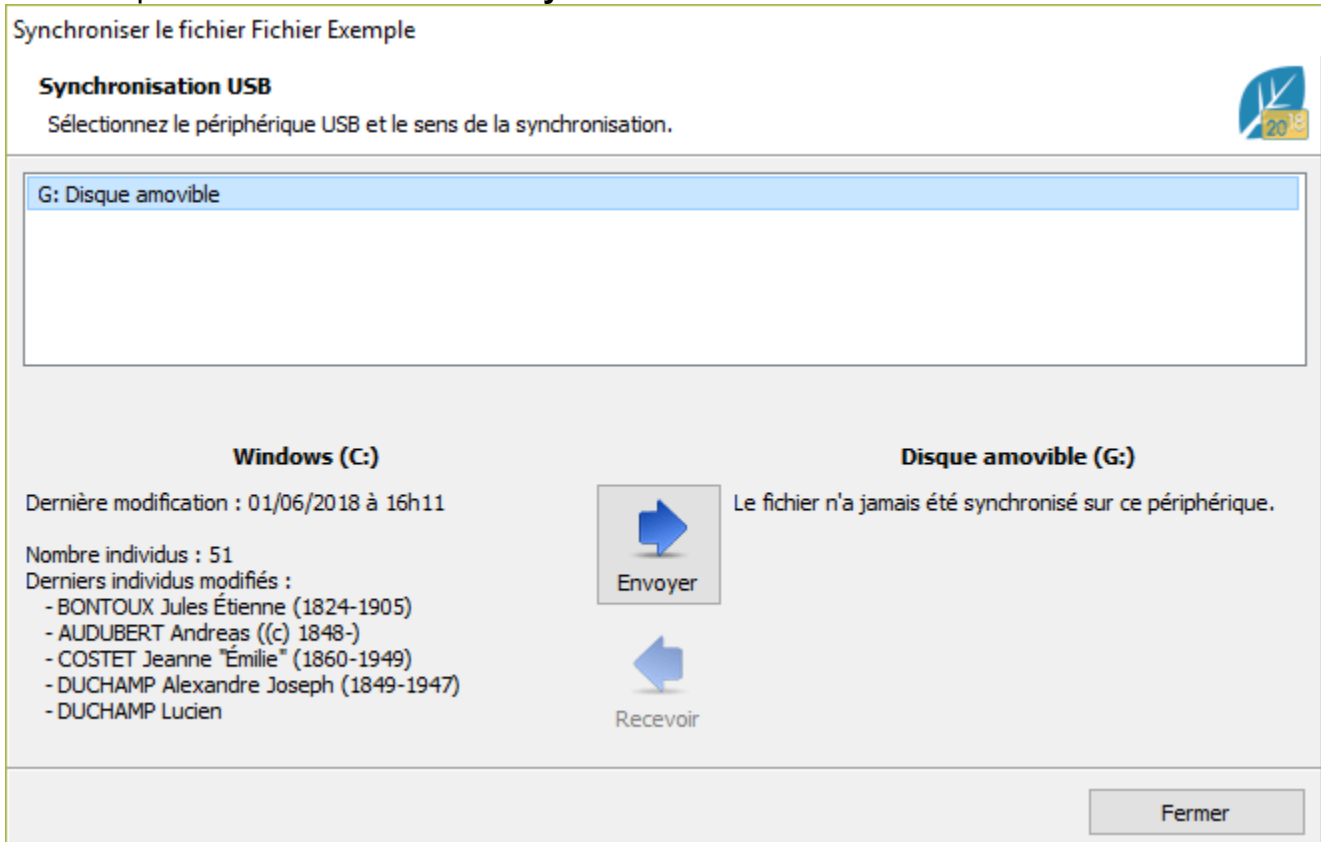 Synchroniser le fichier Fichier Exemple
Synchronisation USB
Sélectionnez le périphérique USB et le sens de la synchronisation.
2018
G: Disque amovible
Windows (C:)
Disque amovible (G:)
Dernière modification : 01/06/2018 à 16h11
Le fichier n'a jamais été synchronisé sur ce périphérique.
Nombre individus : 51
Derniers individus modifiés :
- BONTOUX Jules Étienne (1824-1905)
- AUDUBERT Andreas ((c) 1848-)
- COSTET Jeanne "Émilie" (1860-1949)
- DUCHAMP Alexandre Joseph (1849-1947)
- DUCHAMP Lucien
Envoyer
Recevoir
Fermer